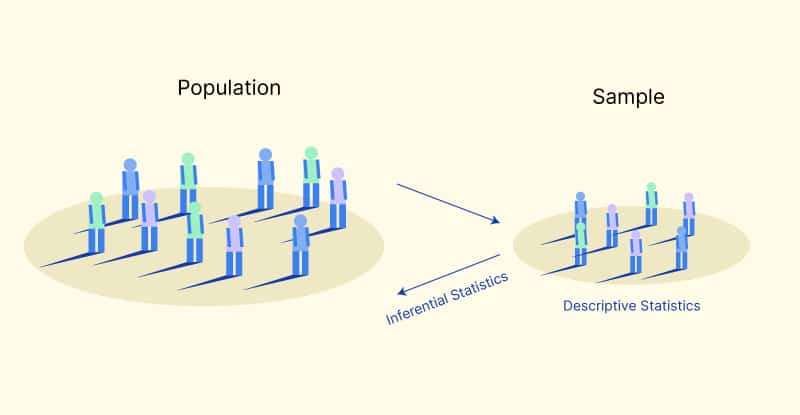 Population
Sample
Inferential Statistics
Descriptive Statistics